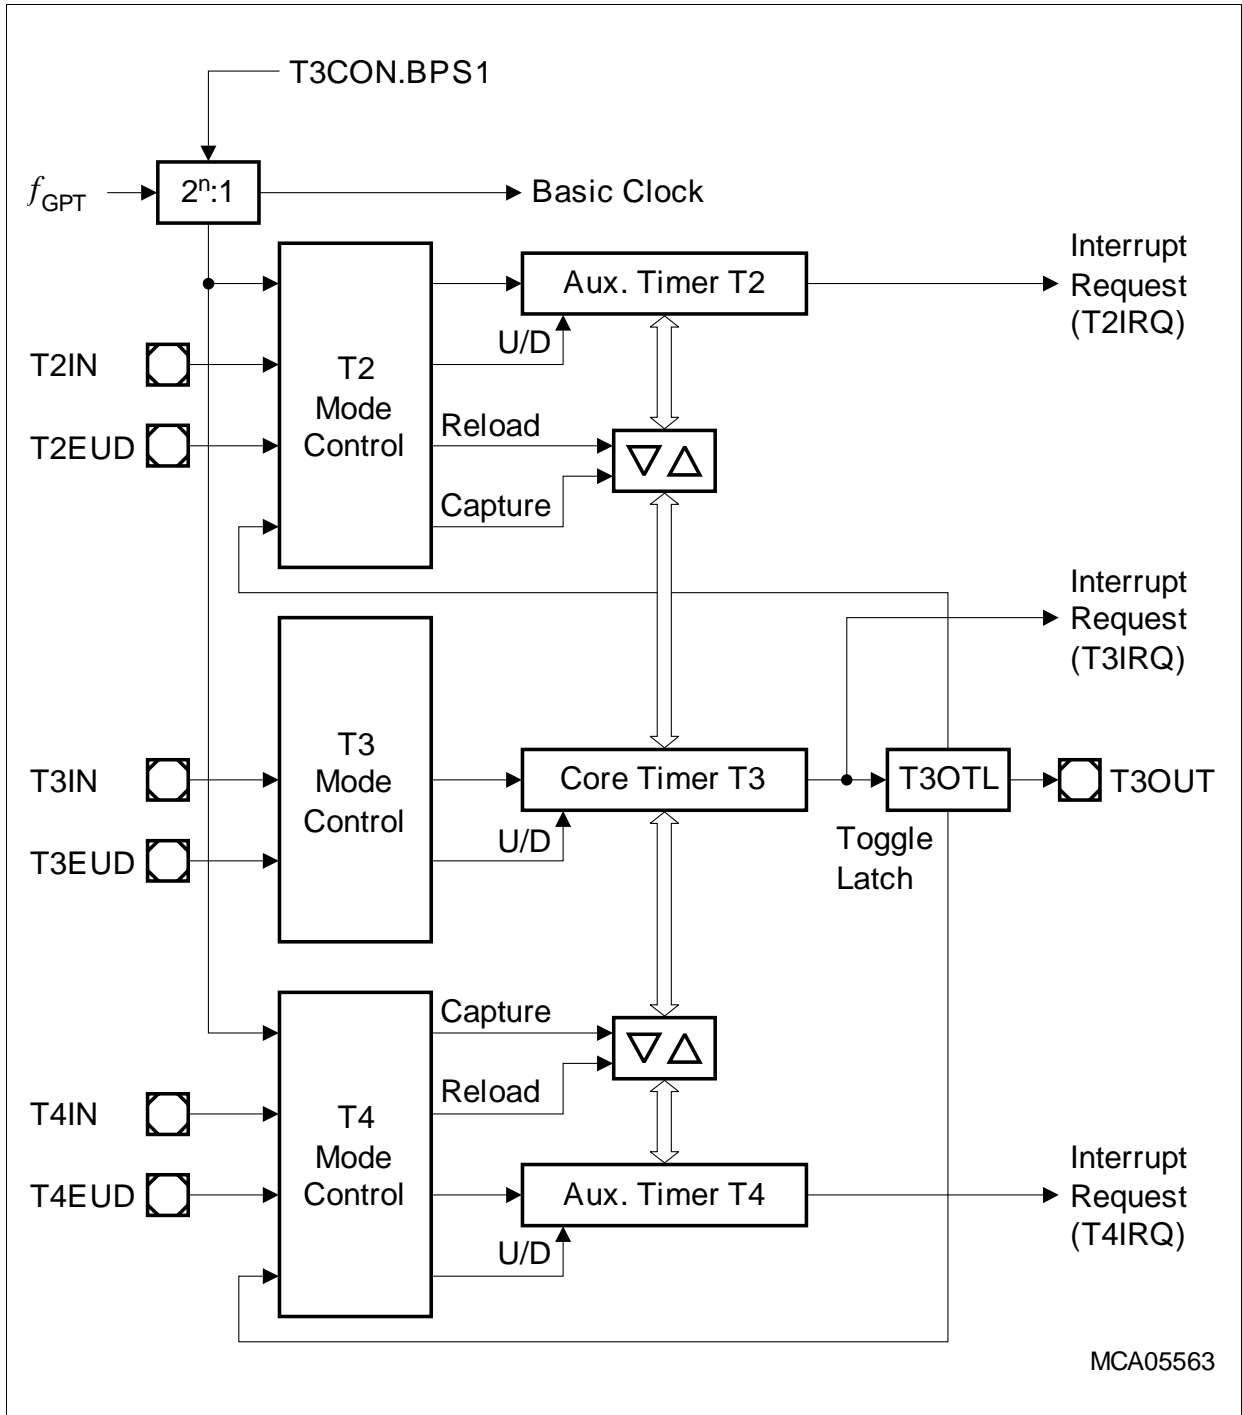 T3CON.BPS1
fGPT
2n:1
Basic Clock
Interrupt
Request
(T2IRQ)
Aux. Timer T2
U/D
T2IN
T2EUD
T2
Mode
Control
Reload
Capture
Interrupt
Request
(T3IRQ)
T3IN
T3EUD
T3
Mode
Control
Core Timer T3
U/D
T3OTL
T3OUT
Toggle
Latch
Capture
Reload
T4IN
T4EUD
T4
Mode
Control
Aux. Timer T4
U/D
Interrupt
Request
(T4IRQ)
MCA05563